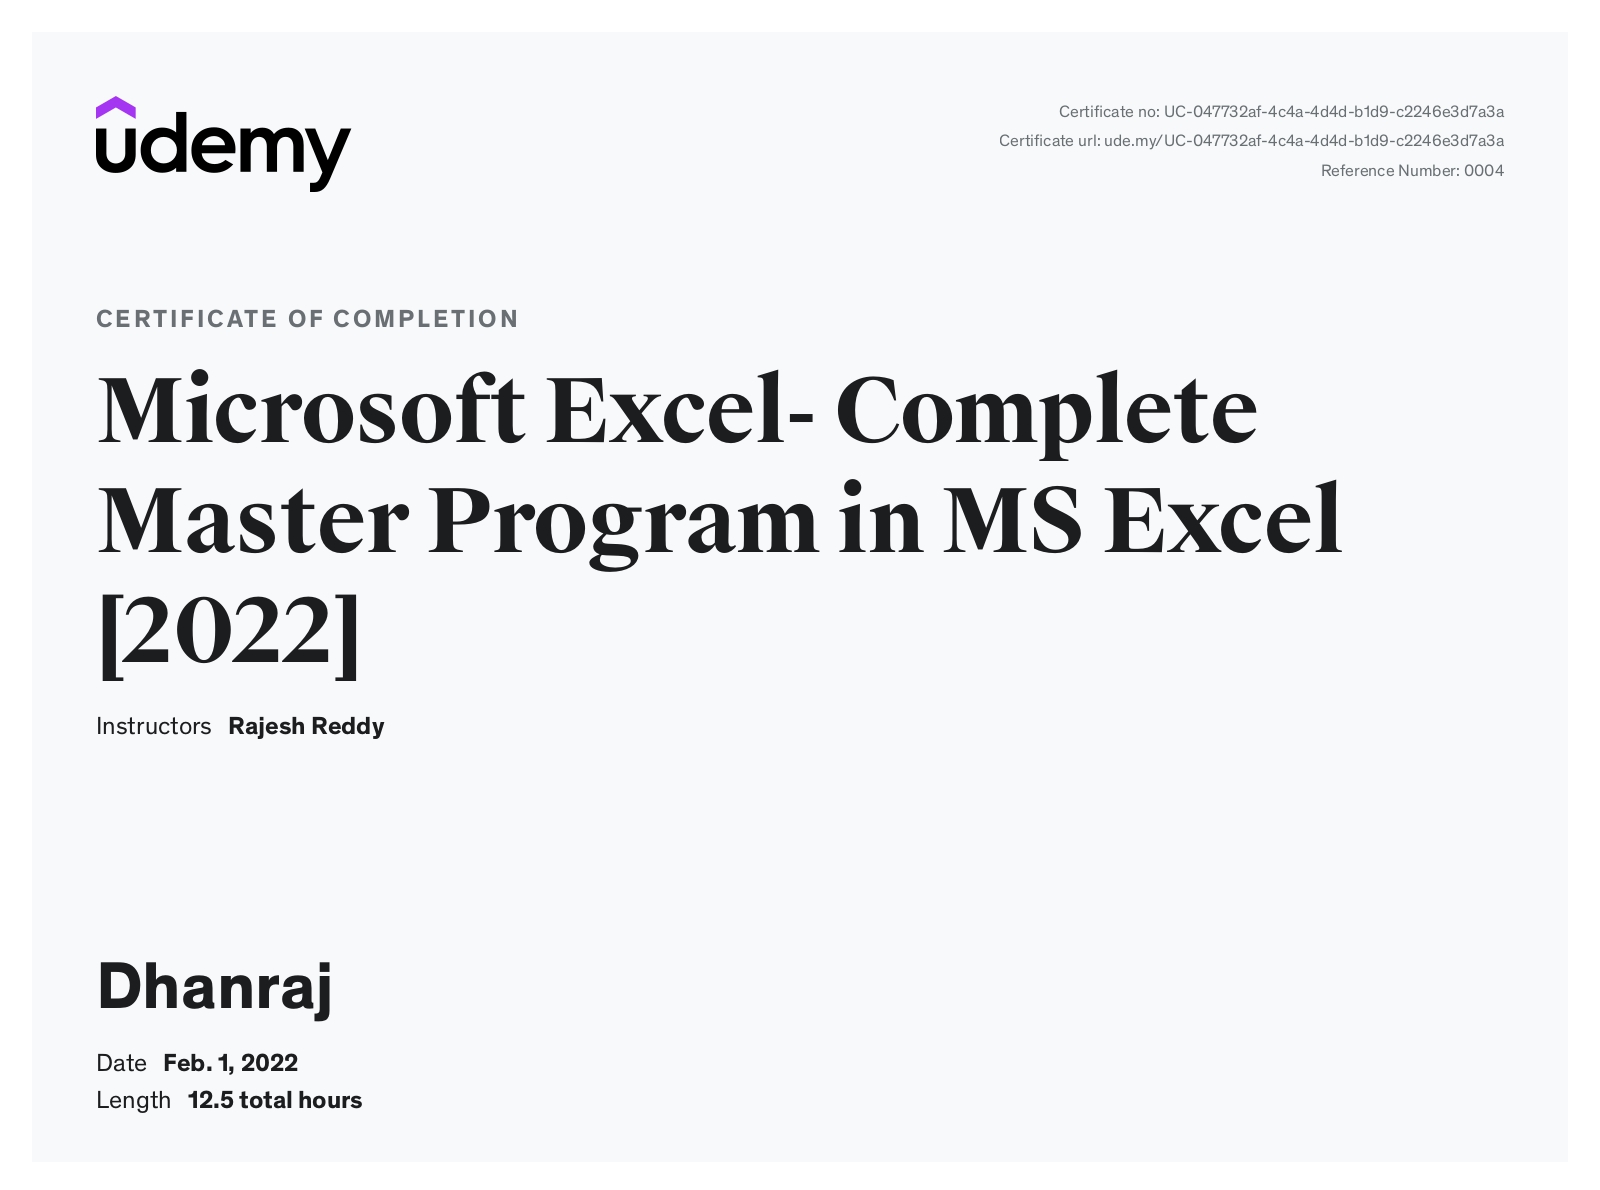 udemy
Certificate no: UC-047732af-4c4a-4d4d-b1d9-c2246e3d7a3a
Certificate url: ude.my/UC-047732af-4c4a-4d4d-b1d9-c2246e3d7a3a
Reference Number: 0004
CERTIFICATE OF COMPLETION
Microsoft Excel- Complete
Master Program in MS Excel
[2022]
Instructors Rajesh Reddy
Dhanraj
Date Feb. 1, 2022
Length 12.5 total hours